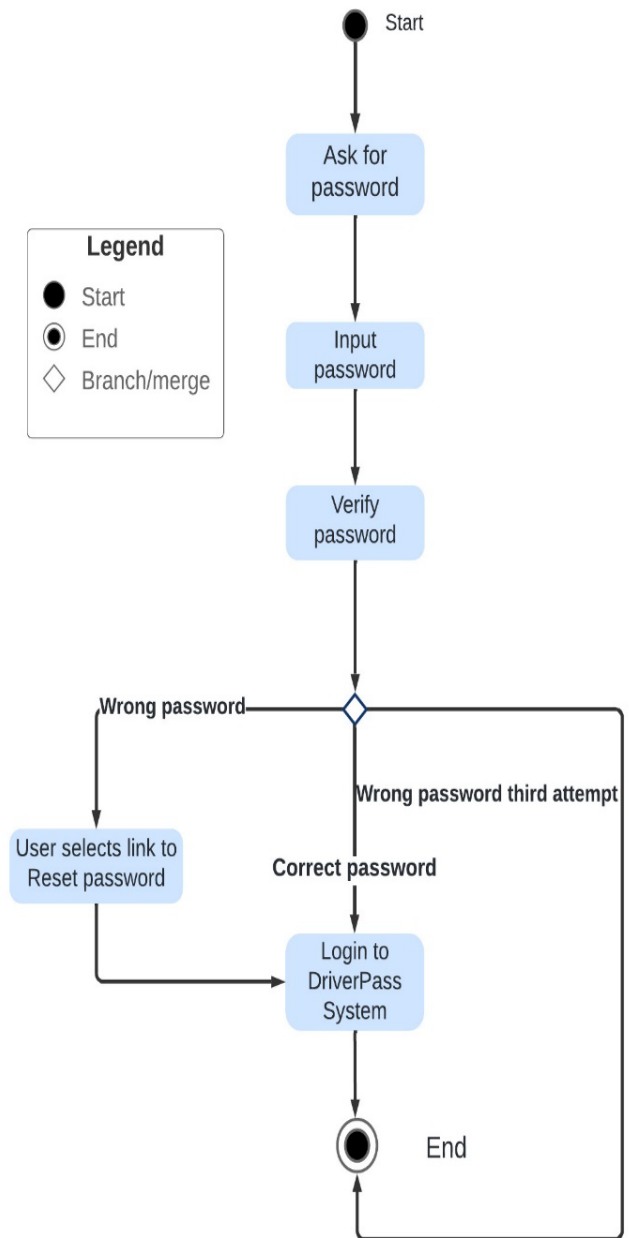 Start
Ask for
password
Legend
Start
End
Branch/merge
Input
password
Verify
password
Wrong password
Wrong password third attempt
User selects link to
Reset password
Correct password
Login to
DriverPass
System
End